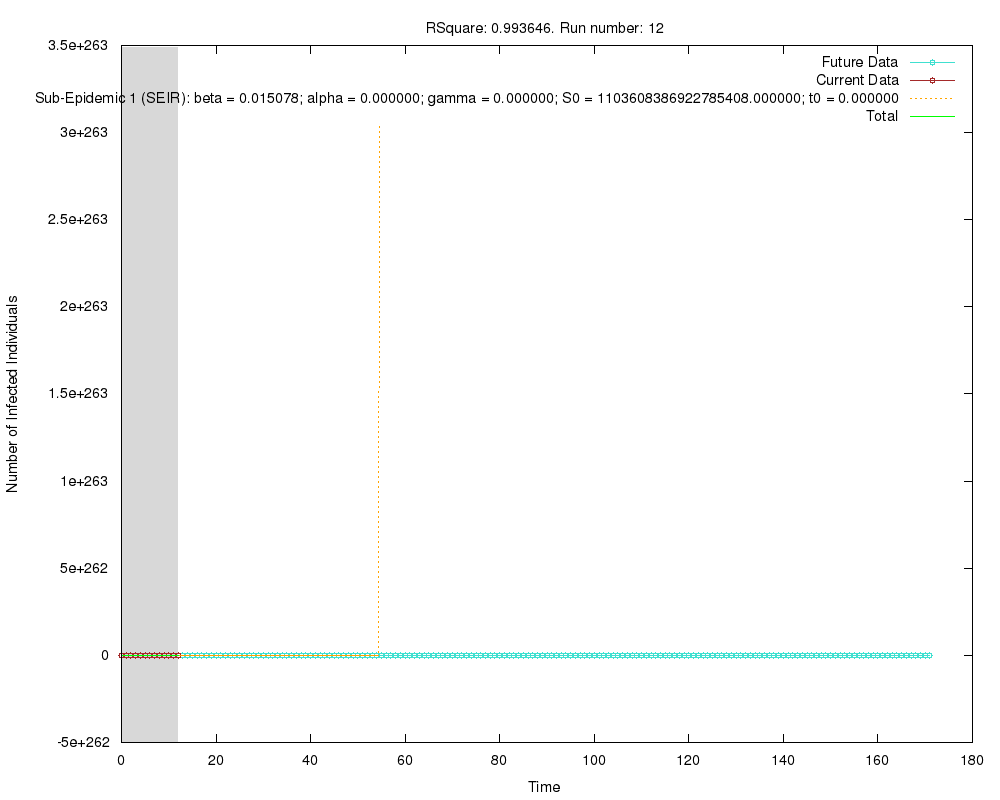 RSquare: 0.993646. Run number: 12
3.5e+263
Future Data
Current Data
Sub-Epidemic 1 (SEIR): beta = 0.015078; alpha = 0.000000; gamma = 0.000000; S0 = 1103608386922785408.000000; t0 = 0.000000
Total
3e+263
2.5e+263
2e+263
1.5e+263
1e+263
5e+262
0
-5e+262
Number of Infected Individuals
0 20 40 60 80 100 120 140 160 180
Time